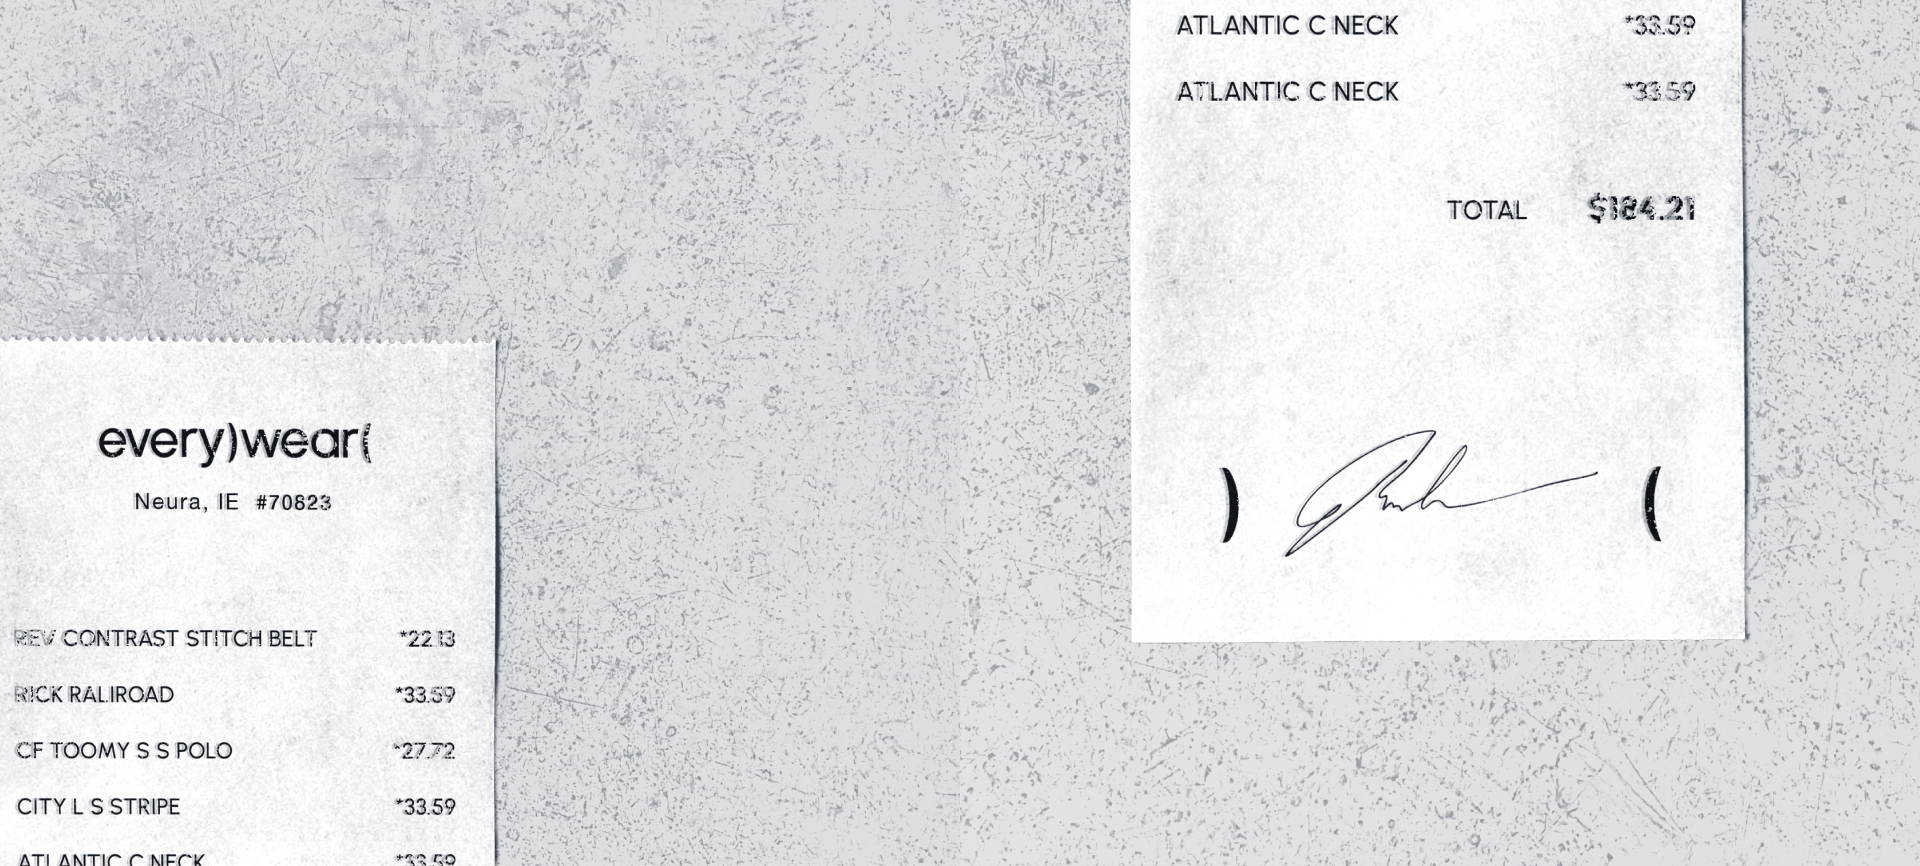 every)wear(
Neura, IE #70823
REV CONTRAST STITCH BELT *22.13
RICK RALIROAD *33.59
CF TOOMY S S POLO *27.72
CITY L S STRIPE *33.59
ATLANTIC C NECK *33.59
ATLANTIC C NECK *33.59
ATLANTIC C NECK *33.59
TOTAL $184.21
) (